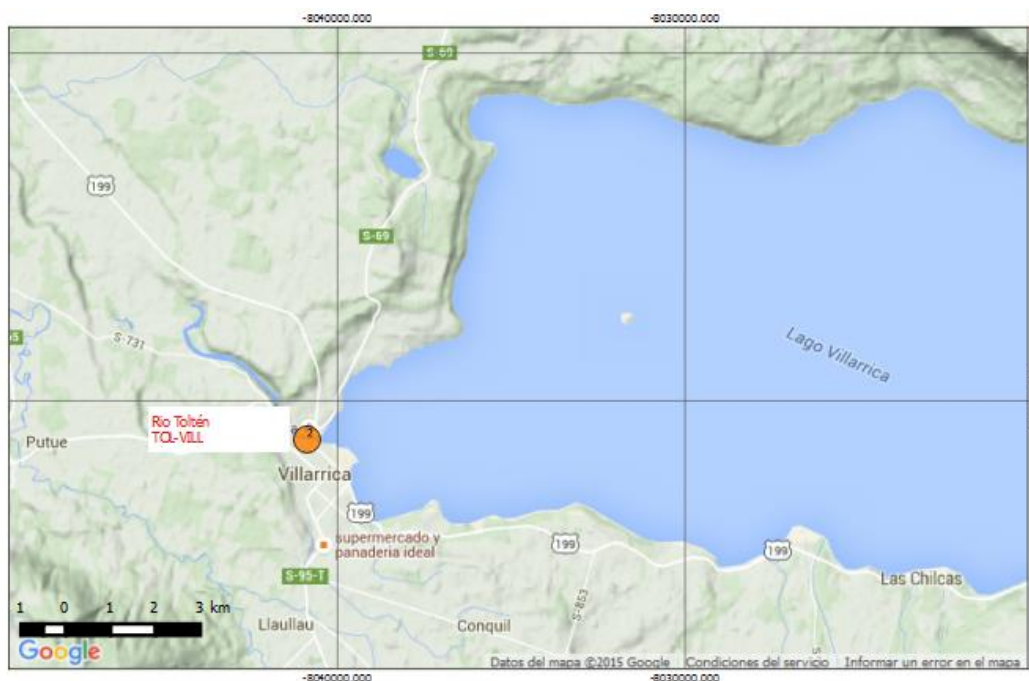 -8040000.000
-8030000.000
S-69
199
S-69
S-731
Lago Villarrica
Rio Toltén
TOL-VILL
2
Putue
Villarrica
199
supermercado y
panaderia ideal
199
199
S-95-T
Las Chilcas
S-853
1 0 1 2 3 km
Llaullau
Conquil
Google
Datos del mapa ©2015 Google
Condiciones del servicio
Informar un error en el mapa
-8040000.000
-8030000.000